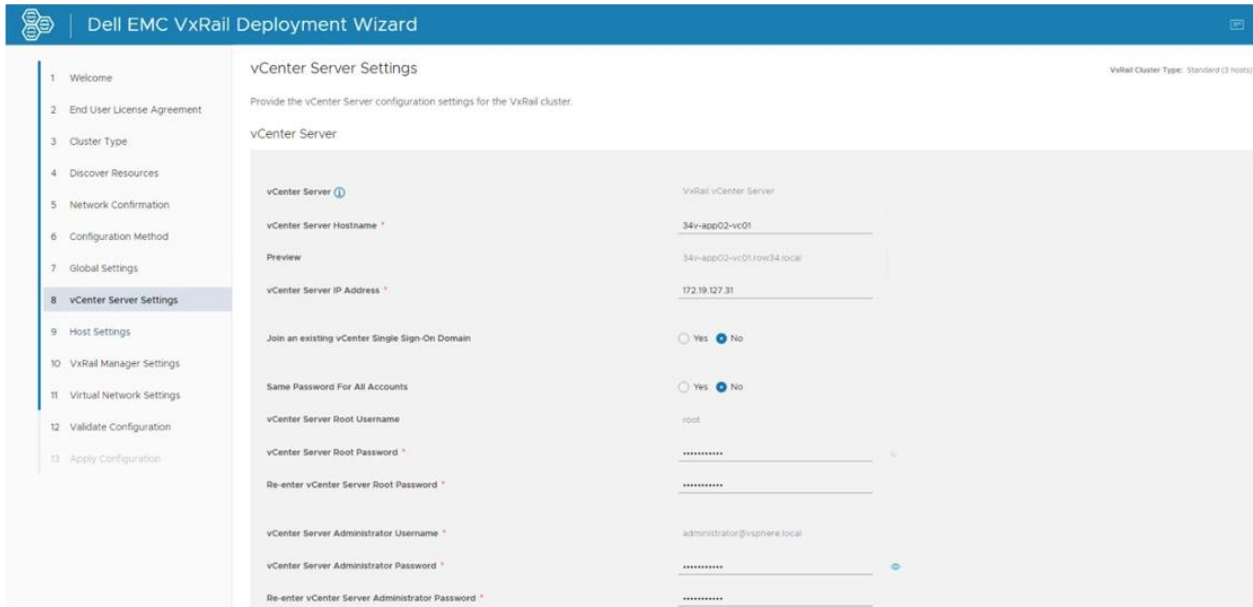 Dell EMC VxRail Deployment Wizard
1 Welcome
2 End User License Agreement
3 Cluster Type
4 Discover Resources
5 Network Confirmation
6 Configuration Method
7 Global Settings
8 vCenter Server Settings
9 Host Settings
10 VxRail Manager Settings
11 Virtual Network Settings
12 Validate Configuration
13 Apply Configuration
vCenter Server Settings
VxRail Cluster Type: Standard (3 hosts)
Provide the vCenter Server configuration settings for the VxRail cluster.
vCenter Server
vCenter Server VxRail vCenter Server
vCenter Server Hostname * 34v-app02-vc01
Preview 34v-app02-vc01.row34.local
vCenter Server IP Address * 172.19.127.31
Join an existing vCenter Single Sign-On Domain Yes No
Same Password For All Accounts Yes No
vCenter Server Root Username root
vCenter Server Root Password * •••••••••••
Re-enter vCenter Server Root Password * •••••••••••
vCenter Server Administrator Username * administrator@vsphere.local
vCenter Server Administrator Password * •••••••••••
Re-enter vCenter Server Administrator Password * •••••••••••